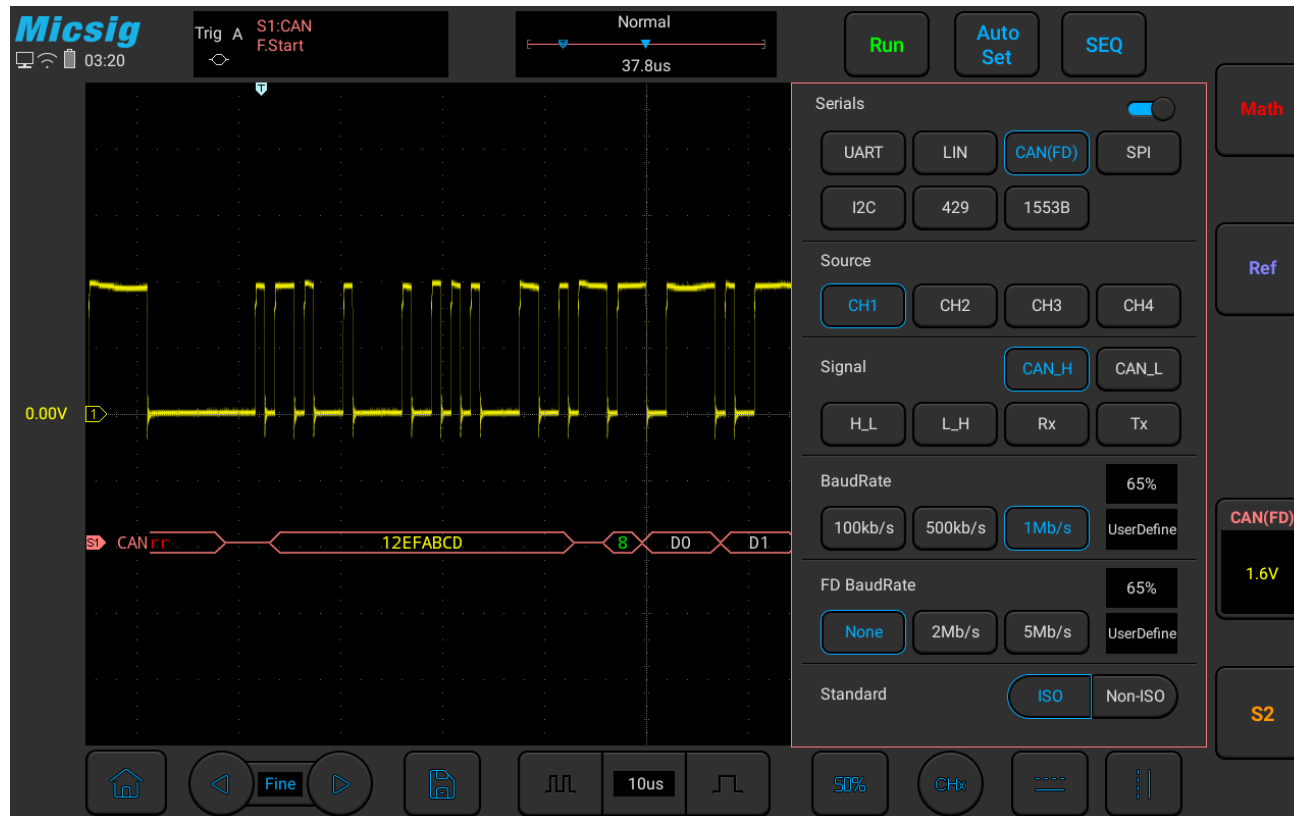 Micsig
Trig A S1:CAN
F.Start
03:20
Normal
37.8us
Run
Auto
Set
SEQ
T
Serials
UART LIN CAN(FD) SPI
I2C 429 1553B
Source
CH1 CH2 CH3 CH4
Signal CAN_H CAN_L
H_L L_H Rx Tx
BaudRate 65%
100kb/s 500kb/s 1Mb/s UserDefine
FD BaudRate 65%
None 2Mb/s 5Mb/s UserDefine
Standard ISO Non-ISO
0.00V 1
S1 CAN rr 12EFABCD 8 D0 D1
Math
Ref
CAN(FD)
1.6V
S2
Fine
10us
50%
CHx